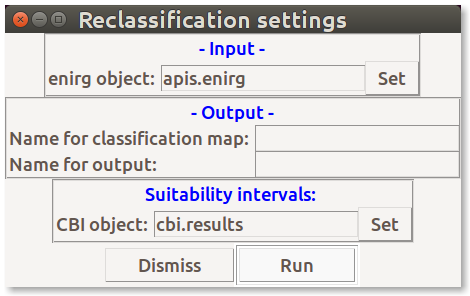 Reclassification settings
- Input -
enirg object: apis.enirg Set
- Output -
Name for classification map:
Name for output:
Suitability intervals:
CBI object: cbi.results Set
Dismiss Run